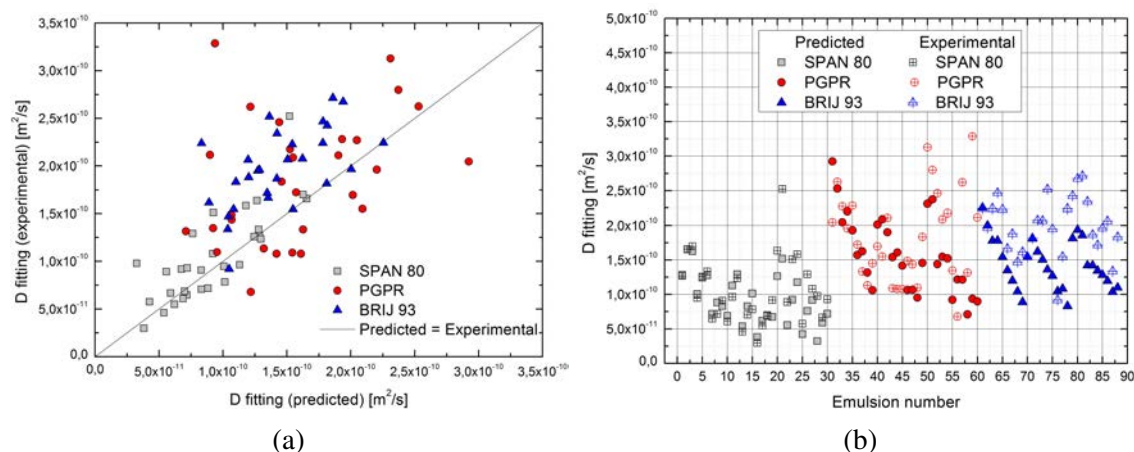 3,5x10⁻¹⁰
3,0x10⁻¹⁰
2,5x10⁻¹⁰
2,0x10⁻¹⁰
1,5x10⁻¹⁰
1,0x10⁻¹⁰
5,0x10⁻¹¹
0,0
D fitting (experimental) [m²/s]
SPAN 80
PGPR
BRIJ 93
Predicted = Experimental
0,0 5,0x10⁻¹¹ 1,0x10⁻¹⁰ 1,5x10⁻¹⁰ 2,0x10⁻¹⁰ 2,5x10⁻¹⁰ 3,0x10⁻¹⁰ 3,5x10⁻¹⁰
D fitting (predicted) [m²/s]
(a)
5,0x10⁻¹⁰
4,5x10⁻¹⁰
4,0x10⁻¹⁰
3,5x10⁻¹⁰
3,0x10⁻¹⁰
2,5x10⁻¹⁰
2,0x10⁻¹⁰
1,5x10⁻¹⁰
1,0x10⁻¹⁰
5,0x10⁻¹¹
0,0
D fitting [m²/s]
Predicted Experimental
SPAN 80 SPAN 80
PGPR PGPR
BRIJ 93 BRIJ 93
0 5 10 15 20 25 30 35 40 45 50 55 60 65 70 75 80 85 90
Emulsion number
(b)